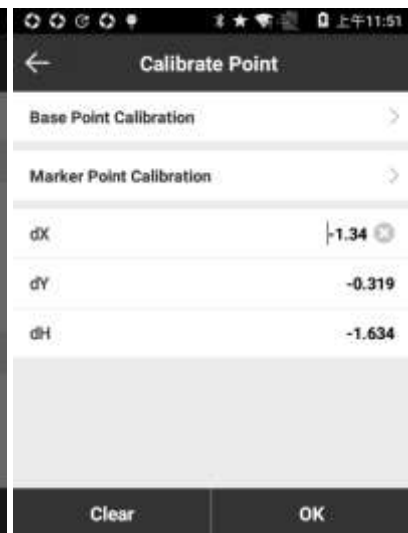 上午11:51
Calibrate Point
Base Point Calibration
Marker Point Calibration
dX -1.34
dY -0.319
dH -1.634
Clear OK